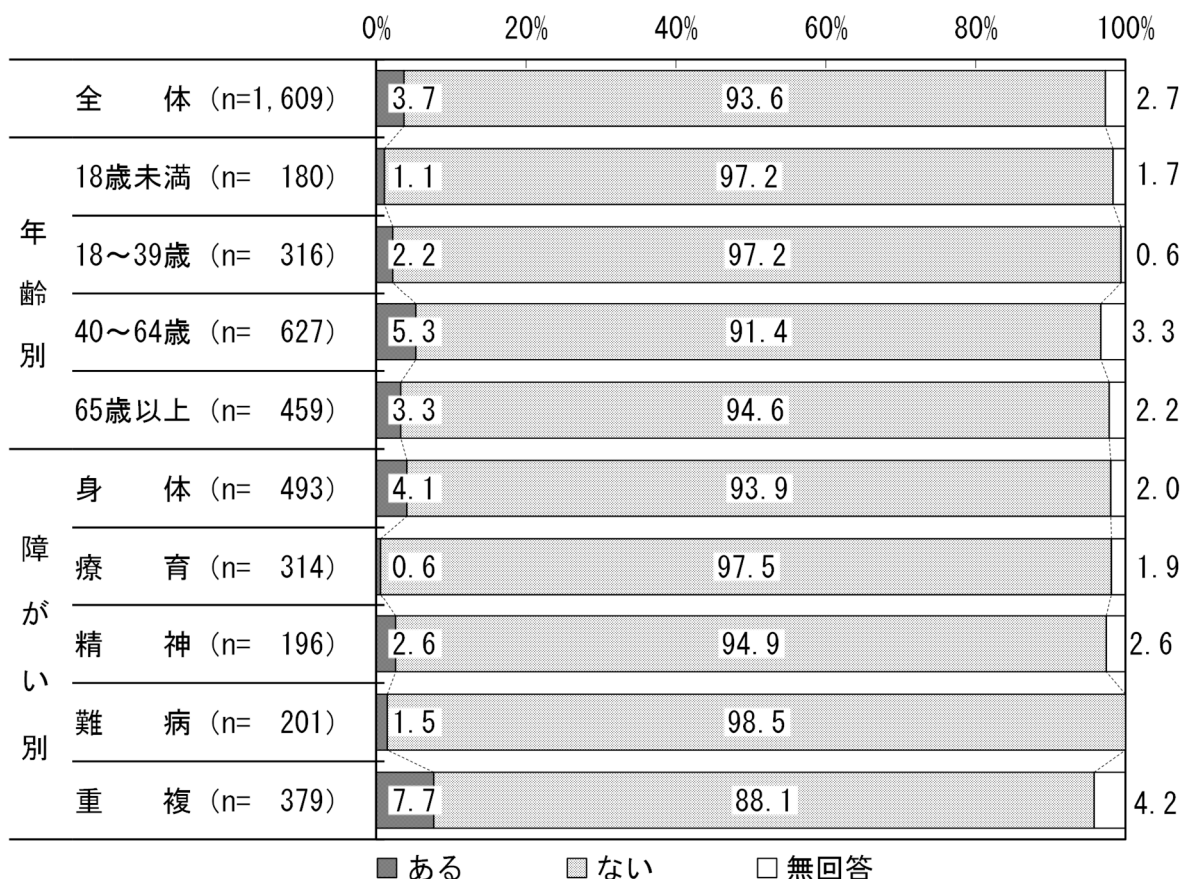 0% 20% 40% 60% 80% 100%
全 体 (n=1,609) 3.7 93.6 2.7
年齢別
18歳未満 (n= 180) 1.1 97.2 1.7
18～39歳 (n= 316) 2.2 97.2 0.6
40～64歳 (n= 627) 5.3 91.4 3.3
65歳以上 (n= 459) 3.3 94.6 2.2
障がい別
身 体 (n= 493) 4.1 93.9 2.0
療 育 (n= 314) 0.6 97.5 1.9
精 神 (n= 196) 2.6 94.9 2.6
難 病 (n= 201) 1.5 98.5
重 複 (n= 379) 7.7 88.1 4.2
ある ない 無回答